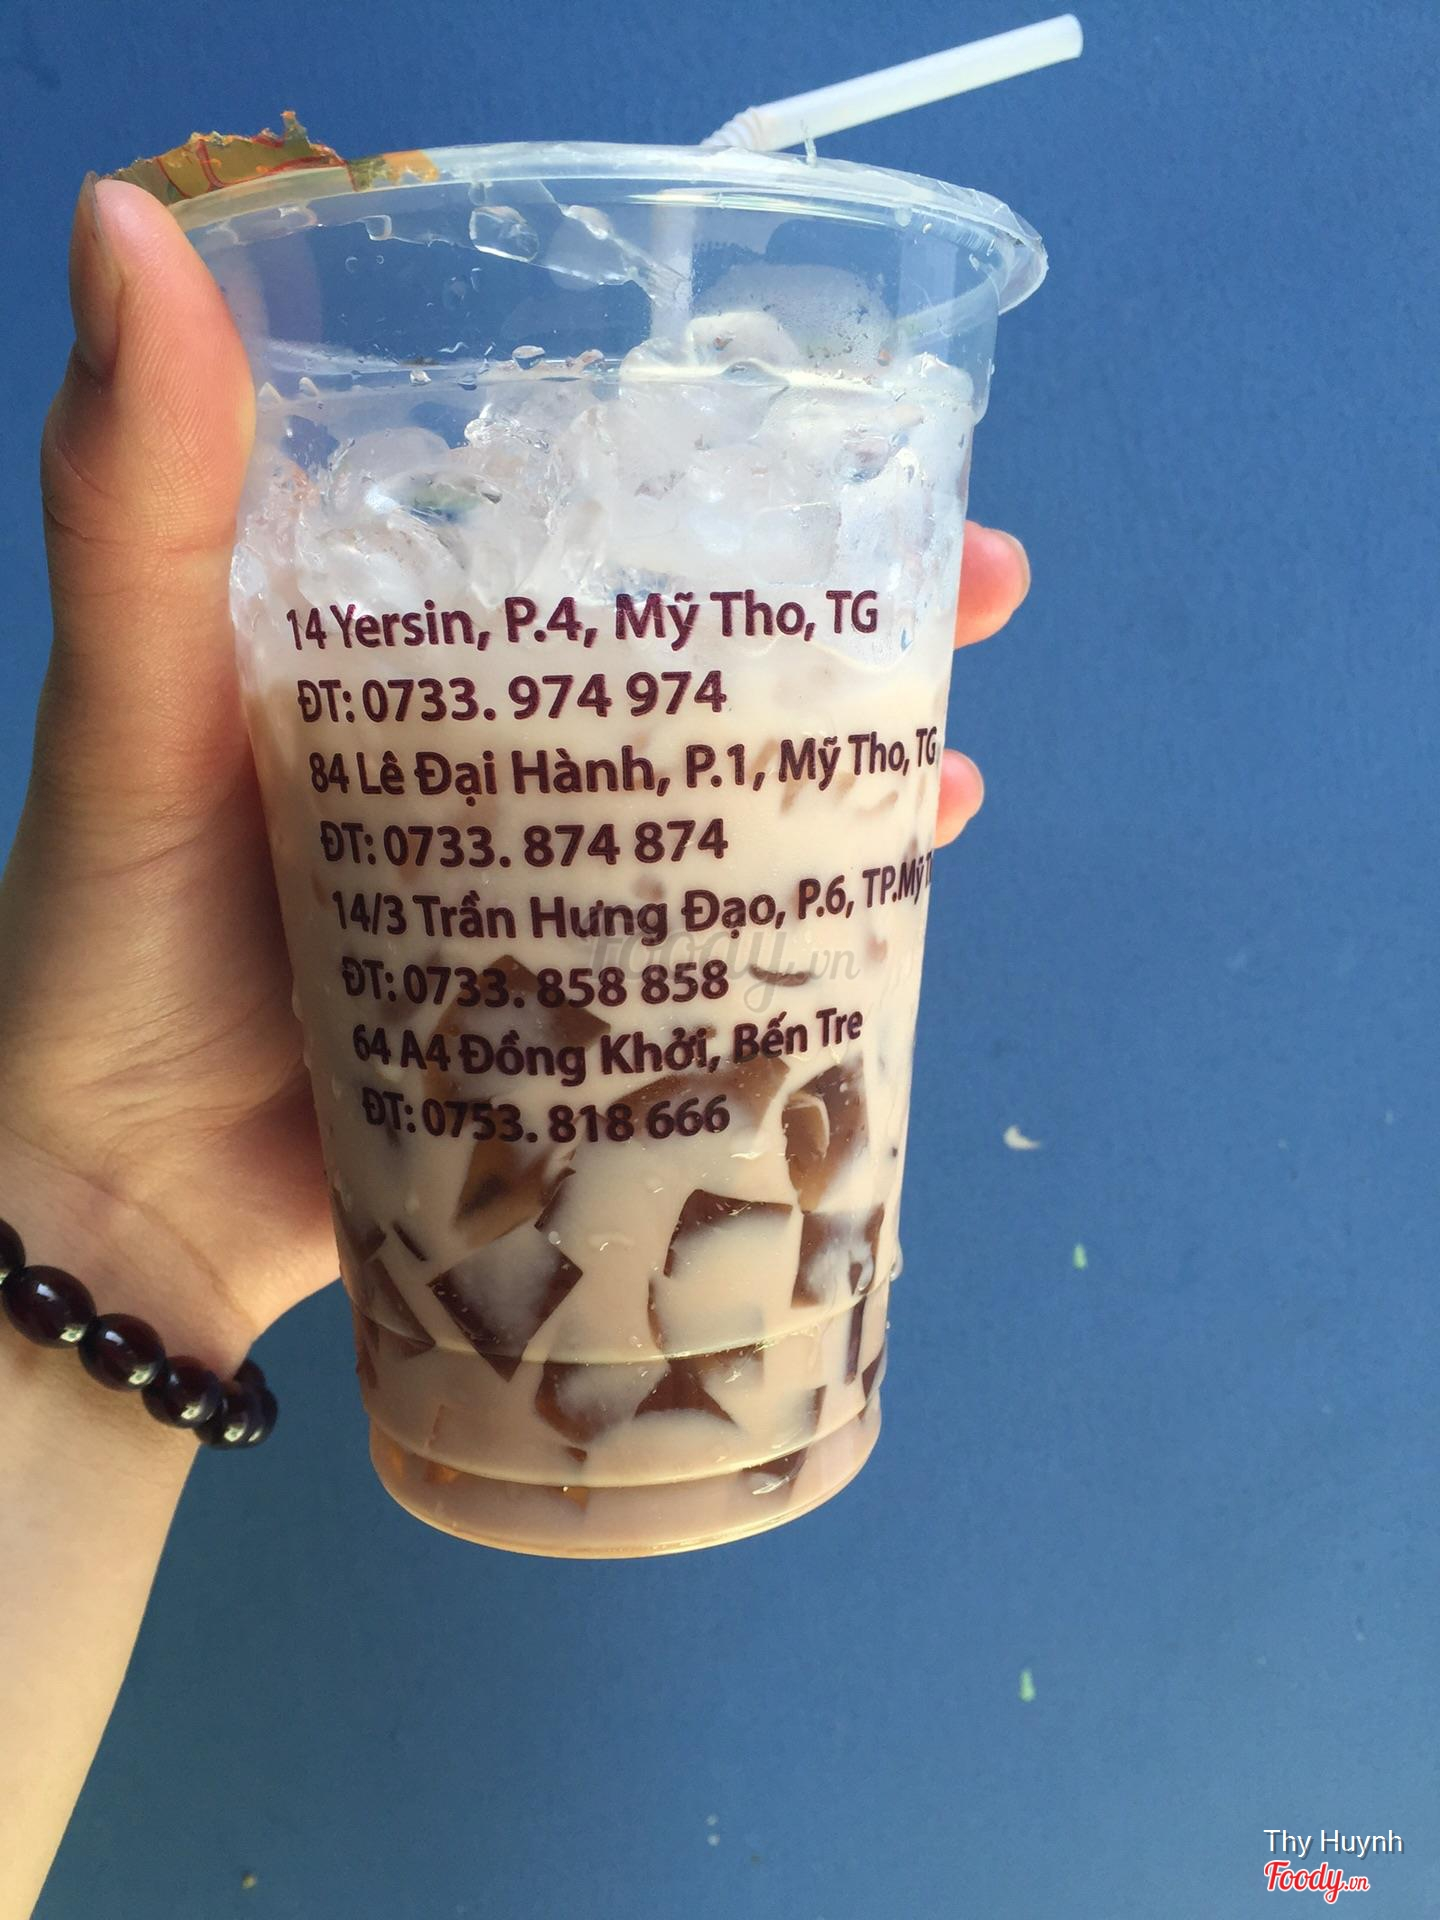 14 Yersin, P.4, Mỹ Tho, TG
ĐT: 0733. 974 974
84 Lê Đại Hành, P.1, Mỹ Tho, TG
ĐT: 0733. 874 874
14/3 Trần Hưng Đạo, P.6, TP.Mỹ
ĐT: 0733. 858 858
64 A4 Đồng Khởi, Bến Tre
ĐT: 0753. 818 666
Foody.vn
Thy Huynh
Foody.vn